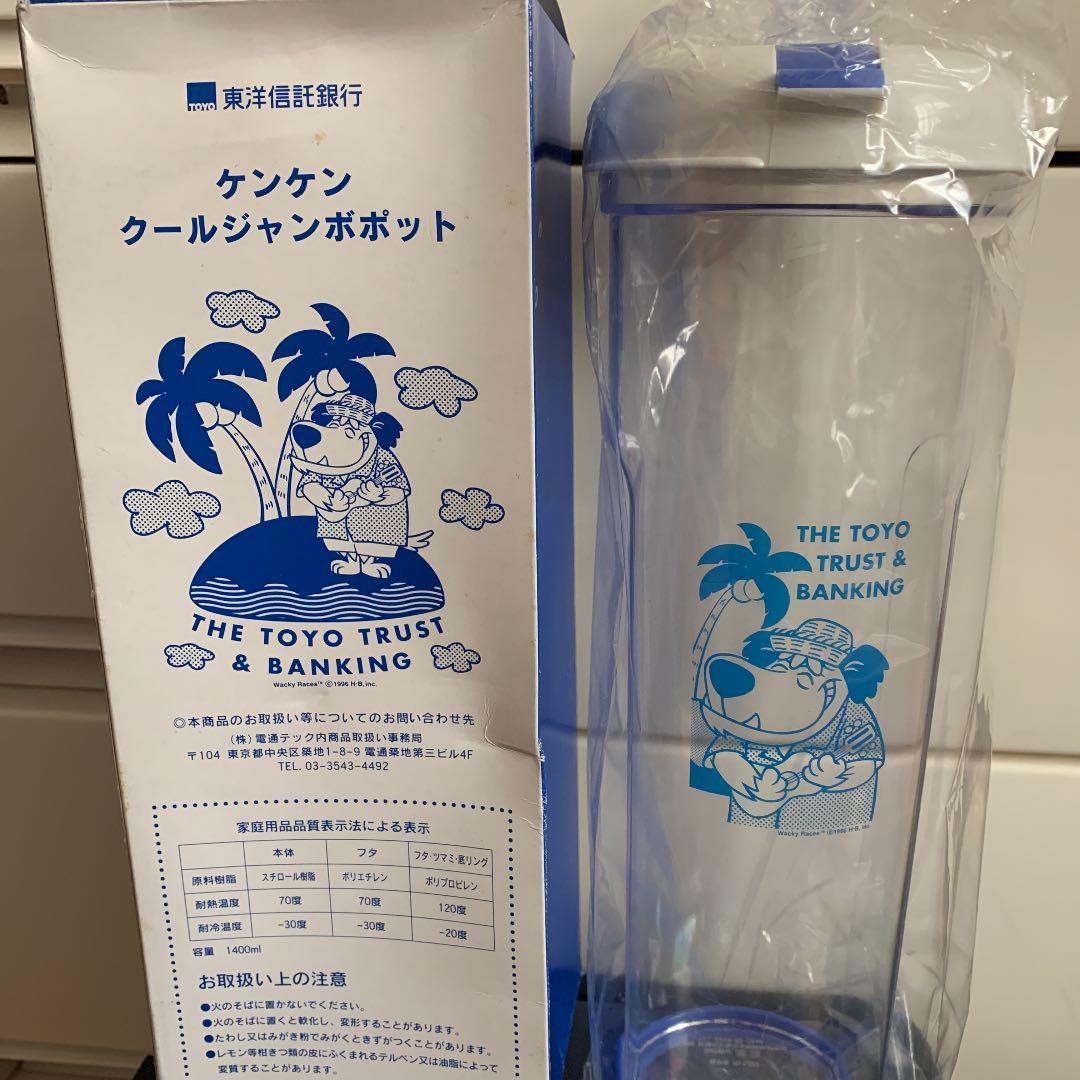 TOYO 東洋信託銀行
ケンケン
クールジャンボポット
THE TOYO TRUST
& BANKING
Wacky Races™ ©1996 H-B, inc.
◎本商品のお取扱い等についてのお問い合わせ先
(株)電通テック内商品取扱い事務局
〒104 東京都中央区築地1-8-9 電通築地第三ビル4F
TEL. 03-3543-4492
家庭用品品質表示法による表示
本体 フタ フタ・ツマミ・底リング
原料樹脂 スチロール樹脂 ポリエチレン ポリプロピレン
耐熱温度 70度 70度 120度
耐冷温度 -30度 -30度 -20度
容量 1400ml
お取扱い上の注意
●火のそばに置かないでください。
●火のそばに置くと軟化し、変形することがあります。
●たわし又はみがき粉でみがくときずがつくことがあります。
●レモン等柑きつ類の皮にふくまれるテルペン又は油脂によって
変質することがあります。
THE TOYO
TRUST &
BANKING
Wacky Races™ ©1996 H-B, inc.